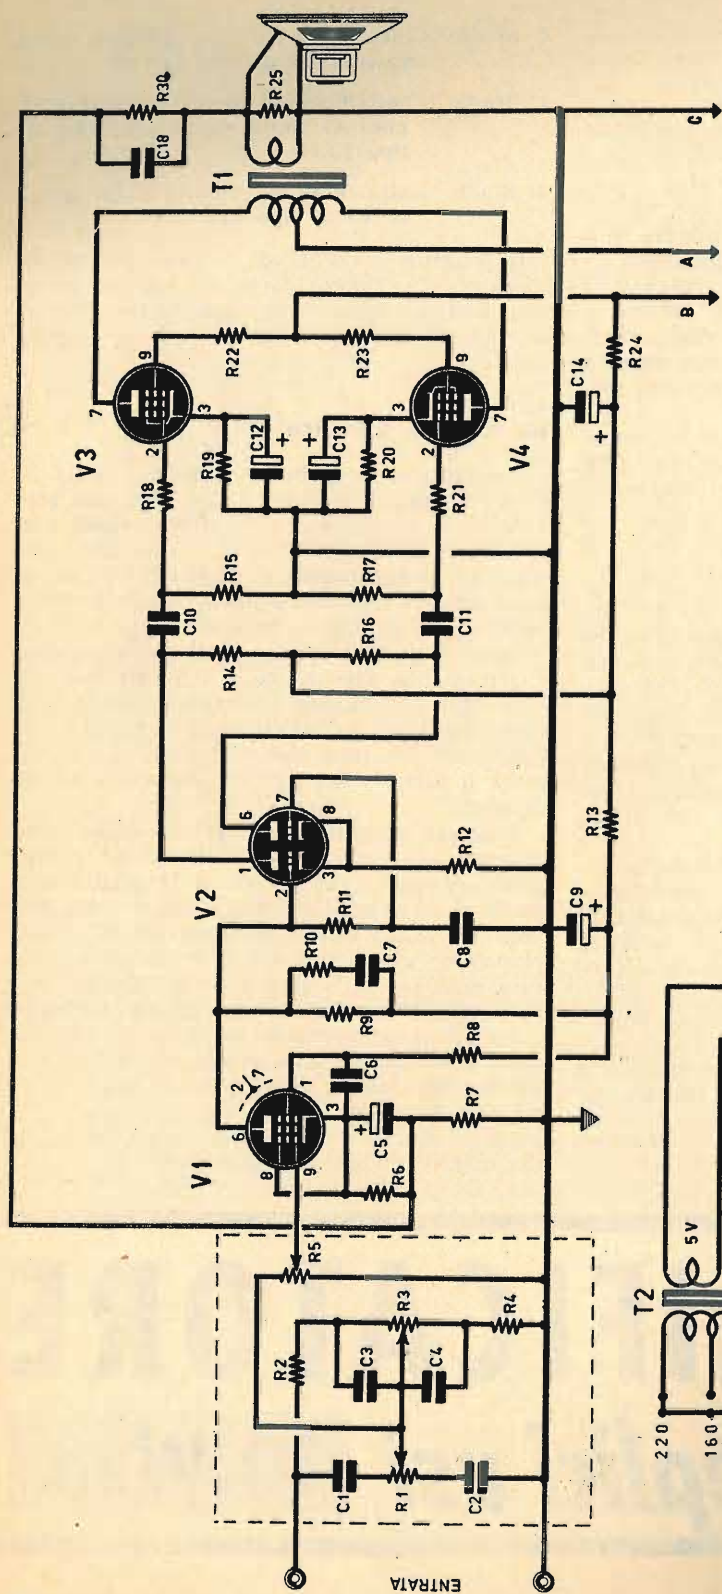 ENTRATA
C1
R1
C2
R2
C3
R3
C4
R4
R5
V1
8
9
6
2
7
1
3
C5
+
R6
C6
R7
R8
R9
R10
C7
V2
1
6
2
7
3
8
R11
C8
R12
C9
+
R13
C10
C11
R14
R15
R16
R17
R18
R21
V3
2
7
9
3
R19
C12
+
C13
+
R20
V4
2
3
9
7
R22
R23
C14
+
R24
T1
C18
R30
R25
B
A
C
T2
5V
220
160